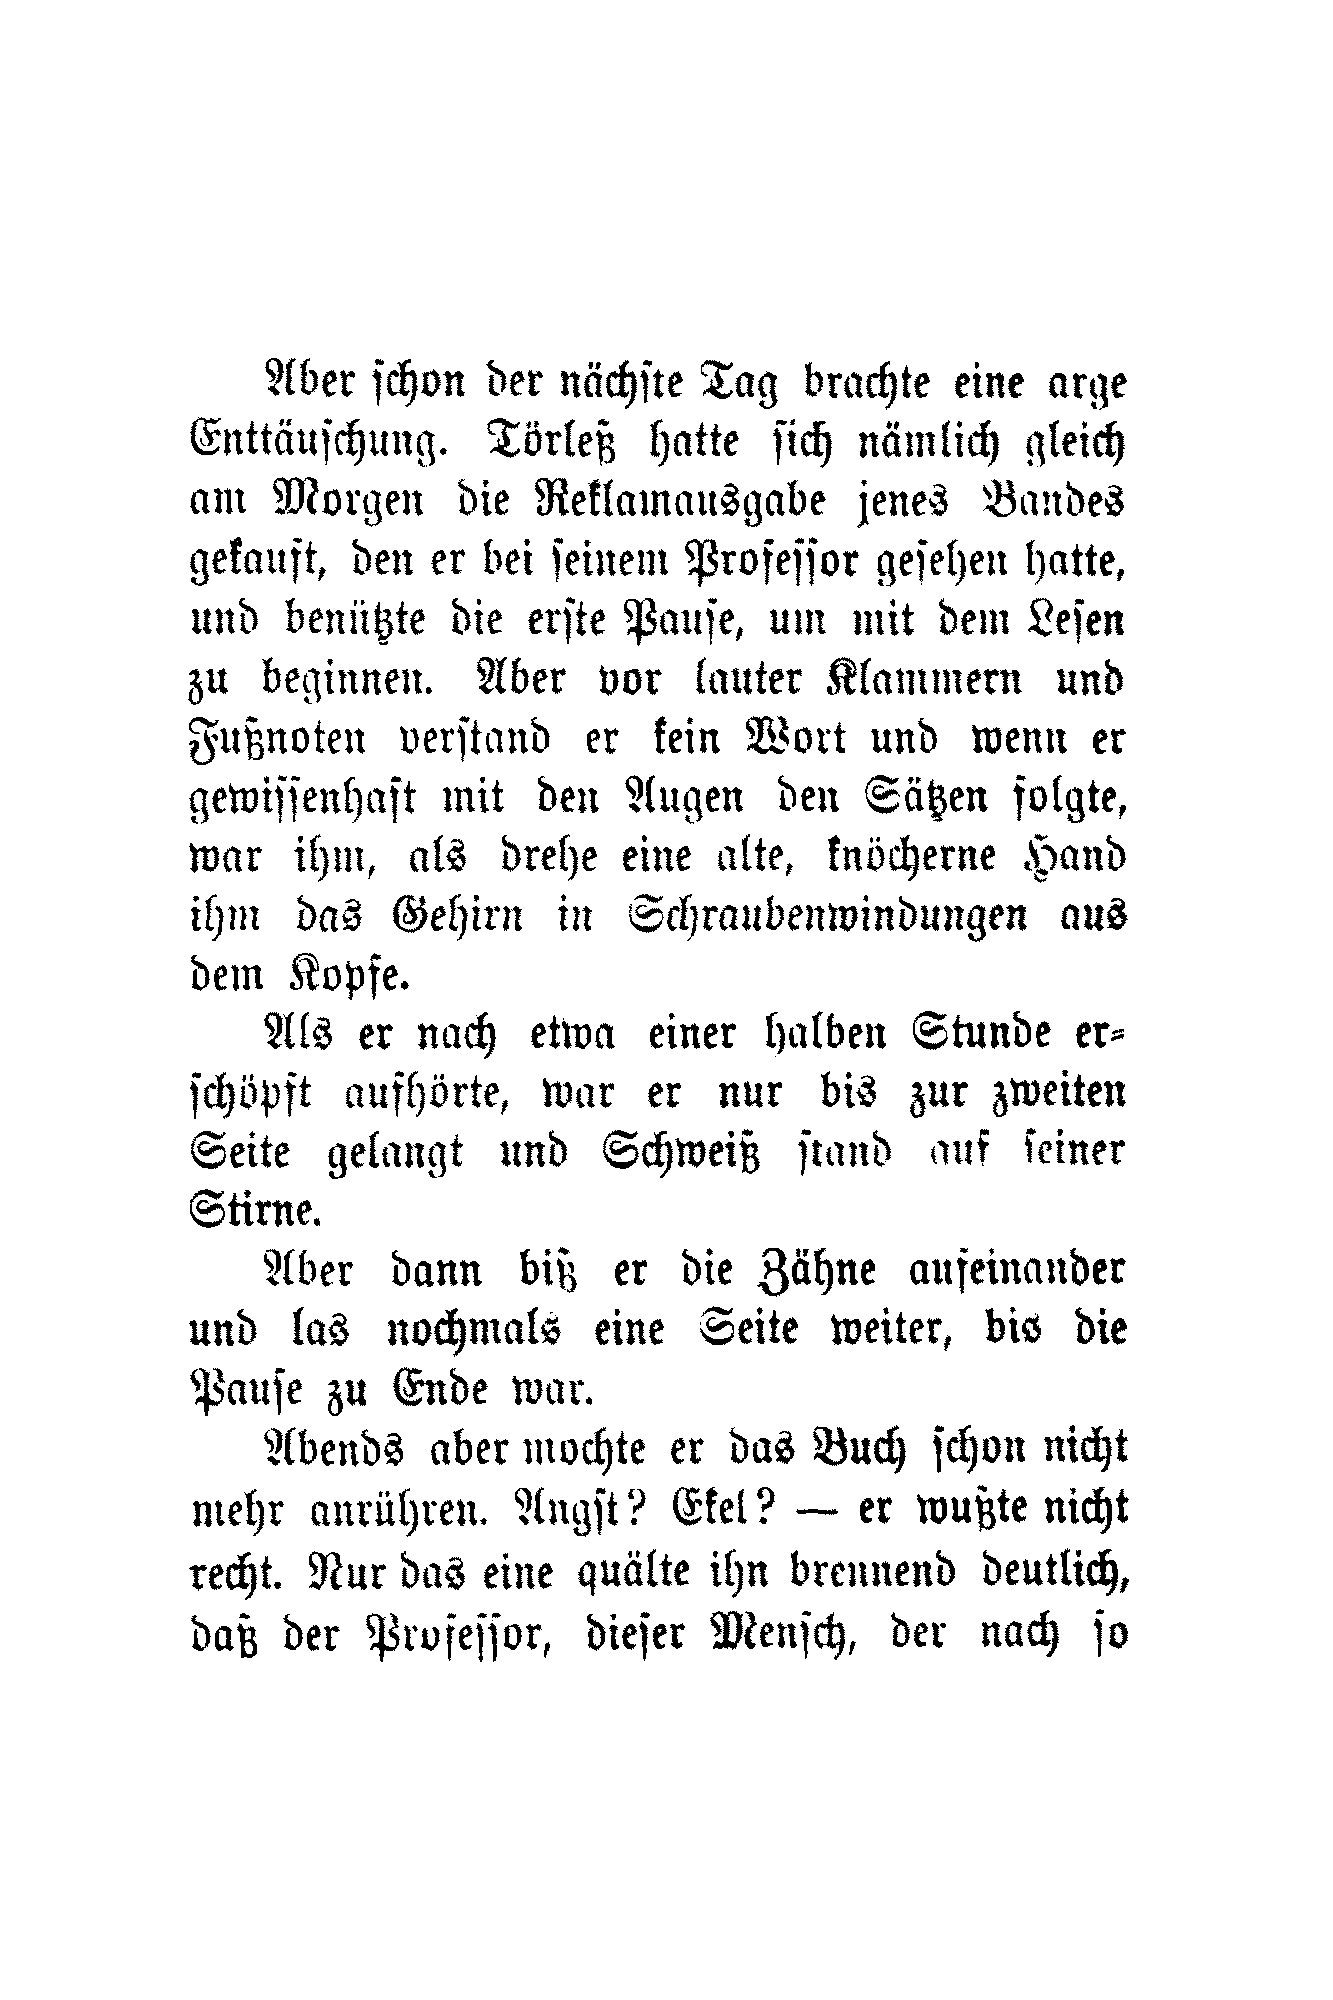 Aber schon der nächste Tag brachte eine arge
Enttäuschung. Törleß hatte sich nämlich gleich
am Morgen die Reklamausgabe jenes Bandes
gekauft, den er bei seinem Professor gesehen hatte,
und benützte die erste Pause, um mit dem Lesen
zu beginnen. Aber vor lauter Klammern und
Fußnoten verstand er kein Wort und wenn er
gewissenhaft mit den Augen den Sätzen folgte,
war ihm, als drehe eine alte, knöcherne Hand
ihm das Gehirn in Schraubenwindungen aus
dem Kopfe.
Als er nach etwa einer halben Stunde er-
schöpft aufhörte, war er nur bis zur zweiten
Seite gelangt und Schweiß stand auf seiner
Stirne.
Aber dann biß er die Zähne aufeinander
und las nochmals eine Seite weiter, bis die
Pause zu Ende war.
Abends aber mochte er das Buch schon nicht
mehr anrühren. Angst? Ekel? — er wußte nicht
recht. Nur das eine quälte ihn brennend deutlich,
daß der Professor, dieser Mensch, der nach so